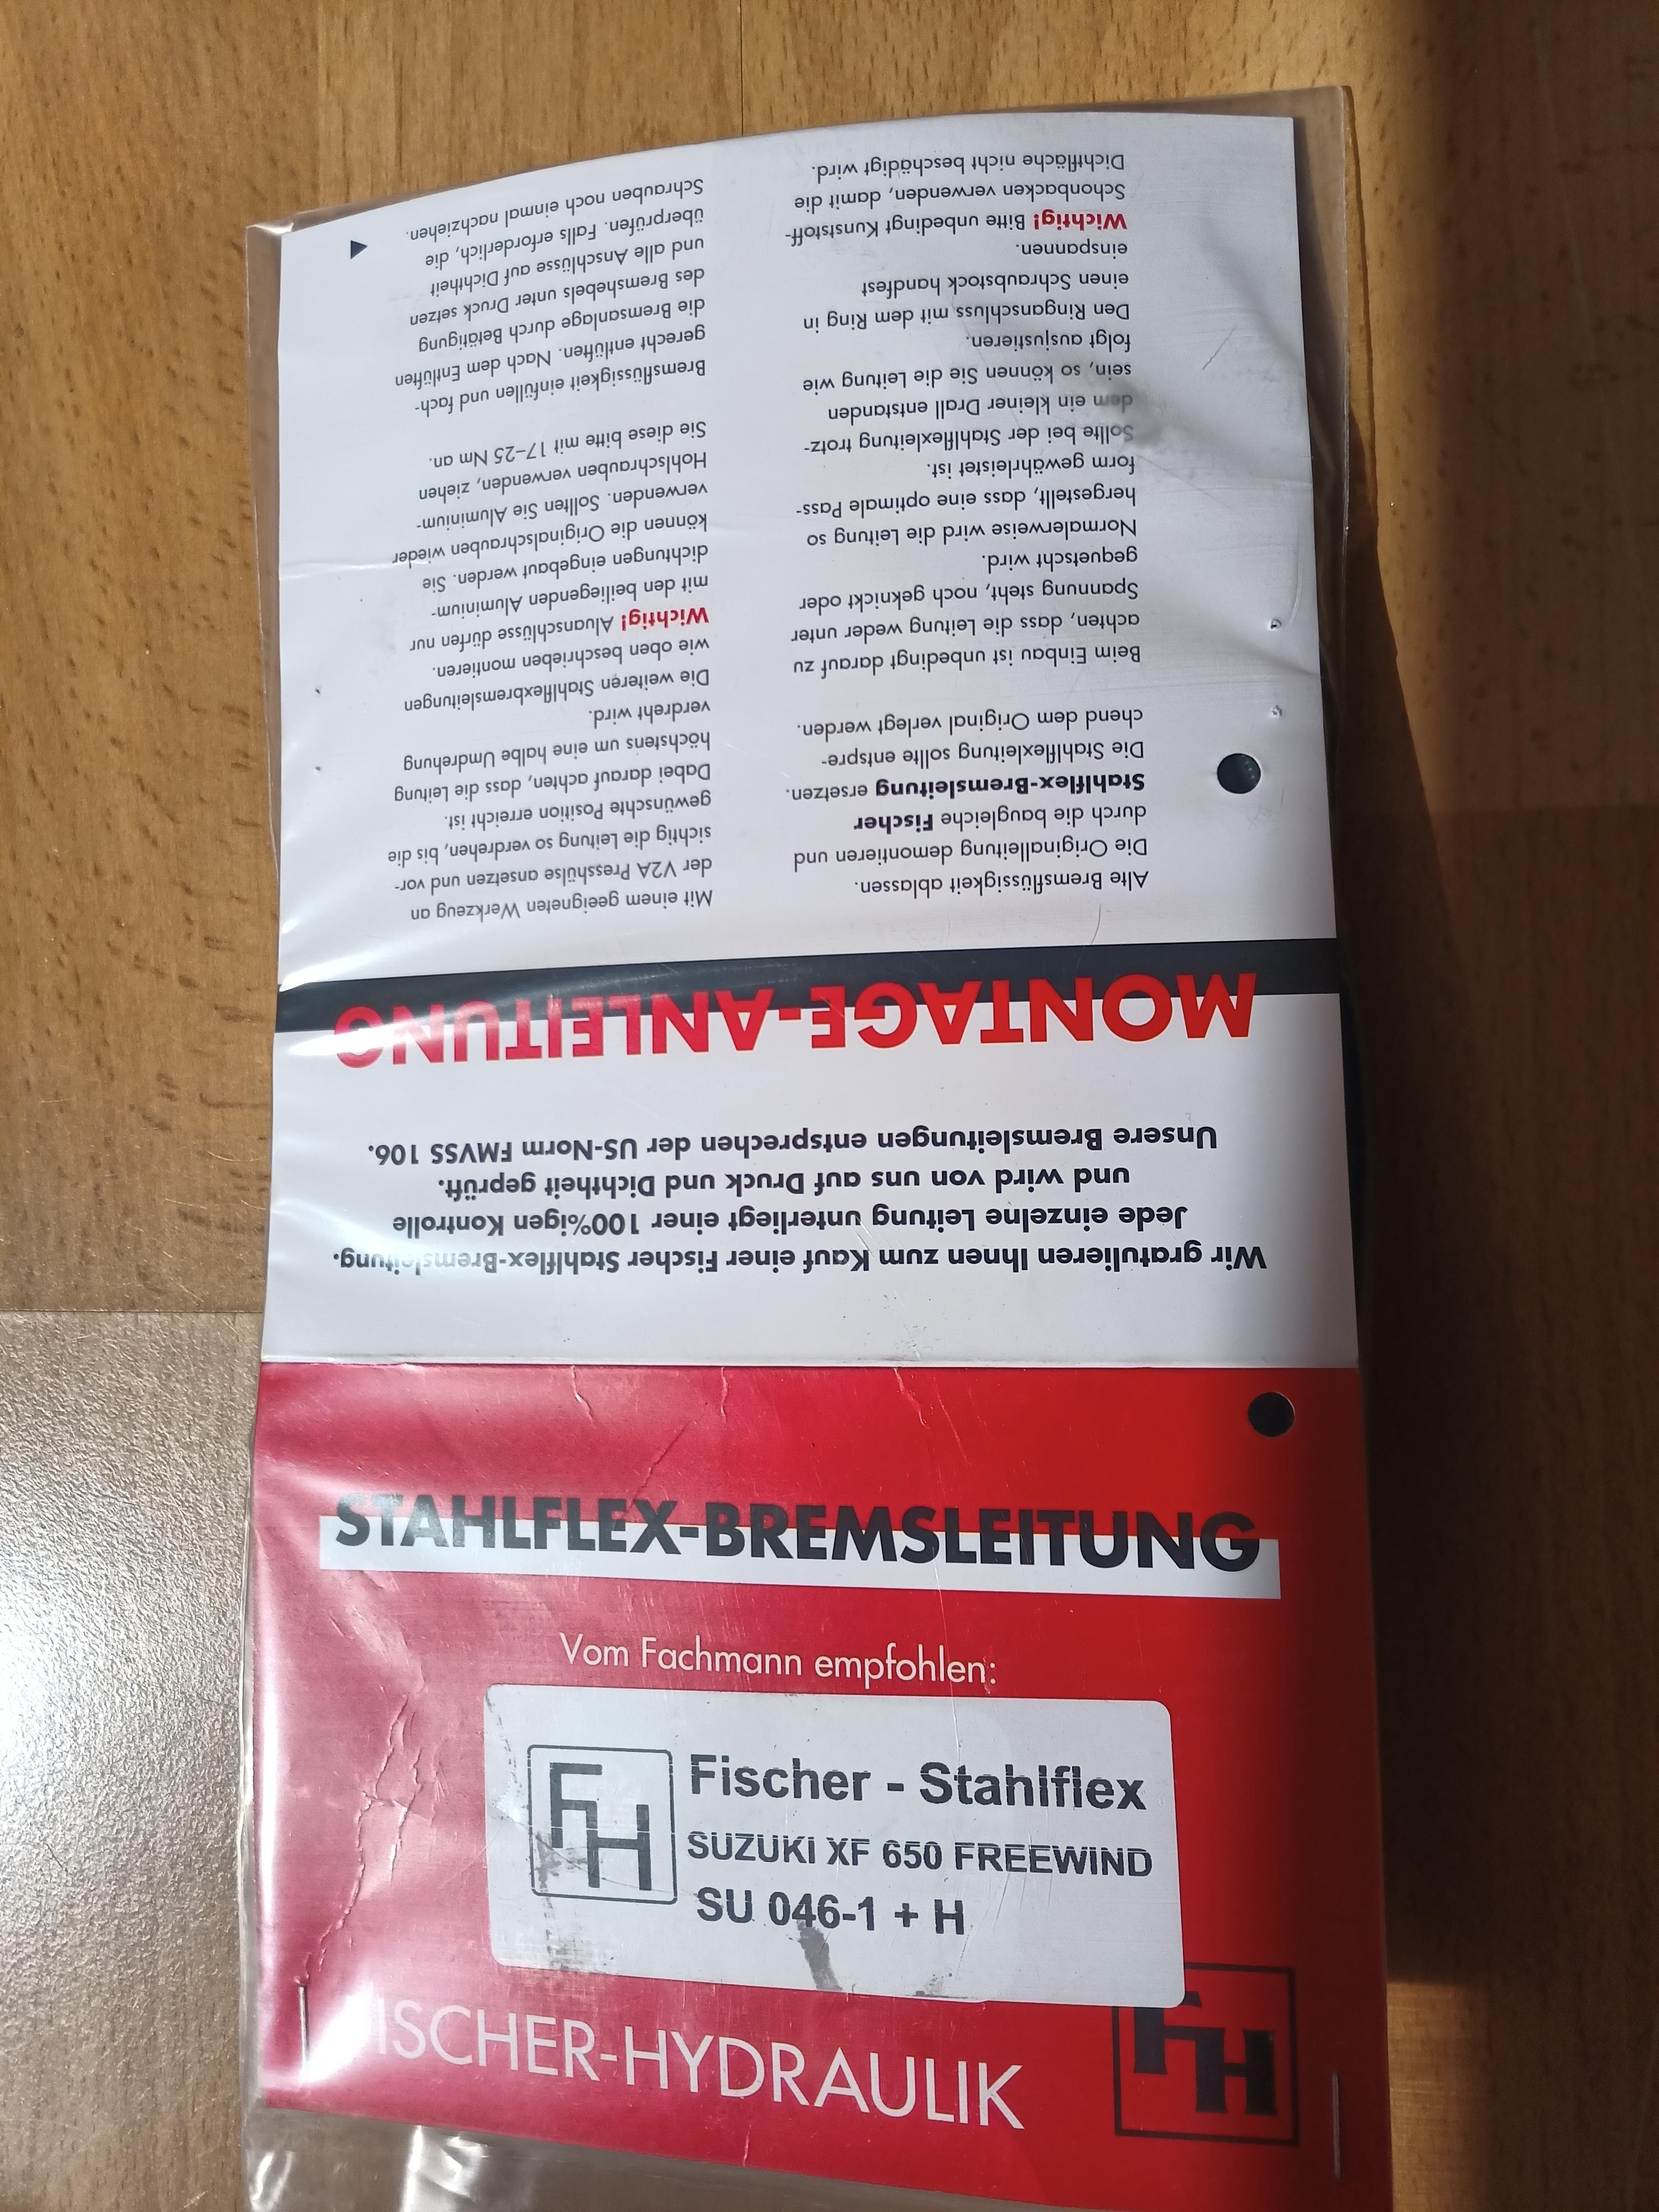 STAHLFLEX-BREMSLEITUNG
Vom Fachmann empfohlen:
FH
Fischer - Stahlflex
SUZUKI XF 650 FREEWIND
SU 046-1 + H
FISCHER-HYDRAULIK
FH
Wir gratulieren Ihnen zum Kauf einer Fischer Stahlflex-Bremsleitung.
Jede einzelne Leitung unterliegt einer 100%igen Kontrolle
und wird von uns auf Druck und Dichtheit geprüft.
Unsere Bremsleitungen entsprechen der US-Norm FMVSS 106.
MONTAGE-ANLEITUNG
Alte Bremsflüssigkeit ablassen.
Die Originalleitung demontieren und
durch die baugleiche Fischer
Stahlflex-Bremsleitung ersetzen.
Die Stahlflexleitung sollte entspre-
chend dem Original verlegt werden.
Beim Einbau ist unbedingt darauf zu
achten, dass die Leitung weder unter
Spannung steht, noch geknickt oder
gequetscht wird.
Normalerweise wird die Leitung so
hergestellt, dass eine optimale Pass-
form gewährleistet ist.
Sollte bei der Stahlflexleitung trotz-
dem ein kleiner Drall entstanden
sein, so können Sie die Leitung wie
folgt ausjustieren.
Den Ringanschluss mit dem Ring in
einen Schraubstock handfest
einspannen.
Wichtig! Bitte unbedingt Kunststoff-
Schonbacken verwenden, damit die
Dichtfläche nicht beschädigt wird.
Mit einem geeigneten Werkzeug an
der V2A Presshülse ansetzen und vor-
sichtig die Leitung so verdrehen, bis die
gewünschte Position erreicht ist.
Dabei darauf achten, dass die Leitung
höchstens um eine halbe Umdrehung
verdreht wird.
Die weiteren Stahlflexbremsleitungen
wie oben beschrieben montieren.
Wichtig! Aluanschlüsse dürfen nur
mit den beiliegenden Aluminium-
dichtungen eingebaut werden. Sie
können die Originalschrauben wieder
verwenden. Sollten Sie Aluminium-
Hohlschrauben verwenden, ziehen
Sie diese bitte mit 17–25 Nm an.
Bremsflüssigkeit einfüllen und fach-
gerecht entlüften. Nach dem Entlüften
die Bremsanlage durch Betätigung
des Bremshebels unter Druck setzen
und alle Anschlüsse auf Dichtheit
überprüfen. Falls erforderlich, die
Schrauben noch einmal nachziehen.